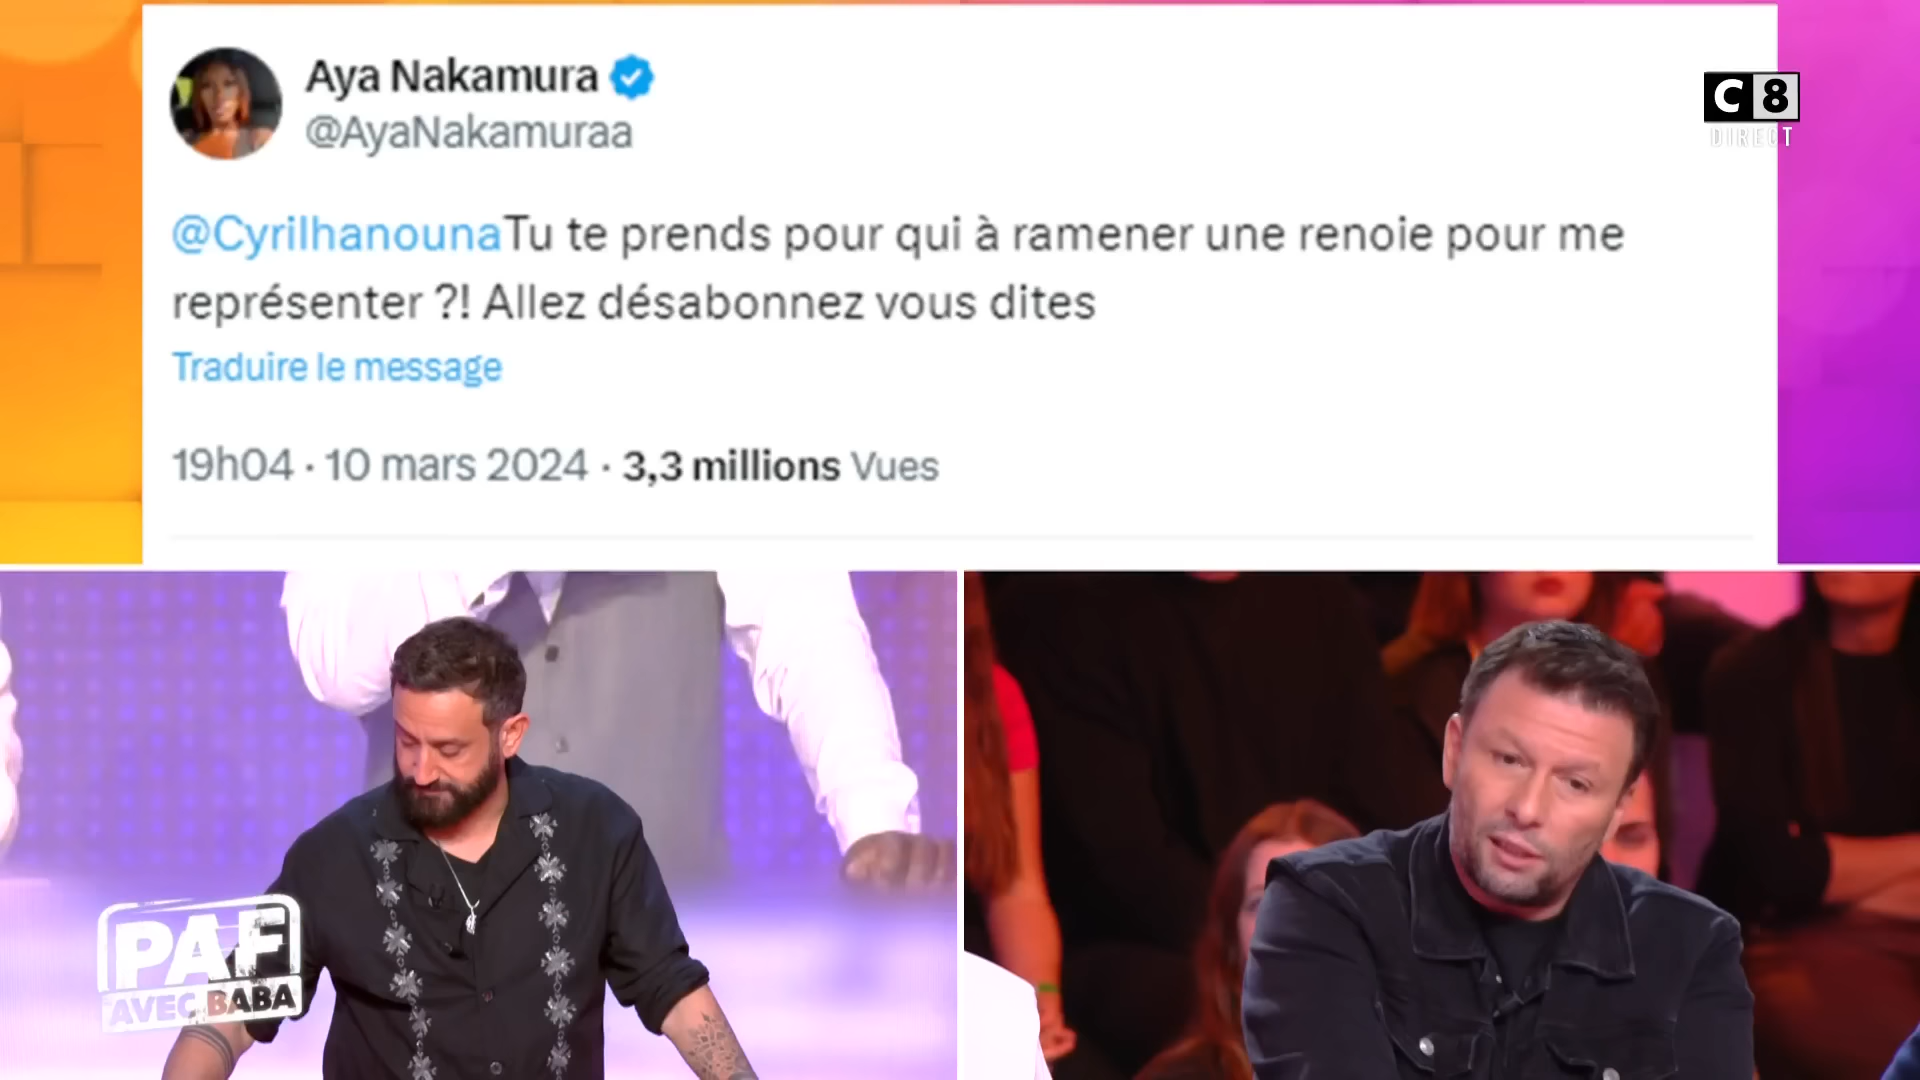 Aya Nakamura
@AyaNakamuraa
C8
DIRECT
@CyrilhanounaTu te prends pour qui à ramener une renoie pour me
représenter ?! Allez désabonnez vous dites
Traduire le message
19h04 · 10 mars 2024 · 3,3 millions Vues
PAF
AVEC BABA